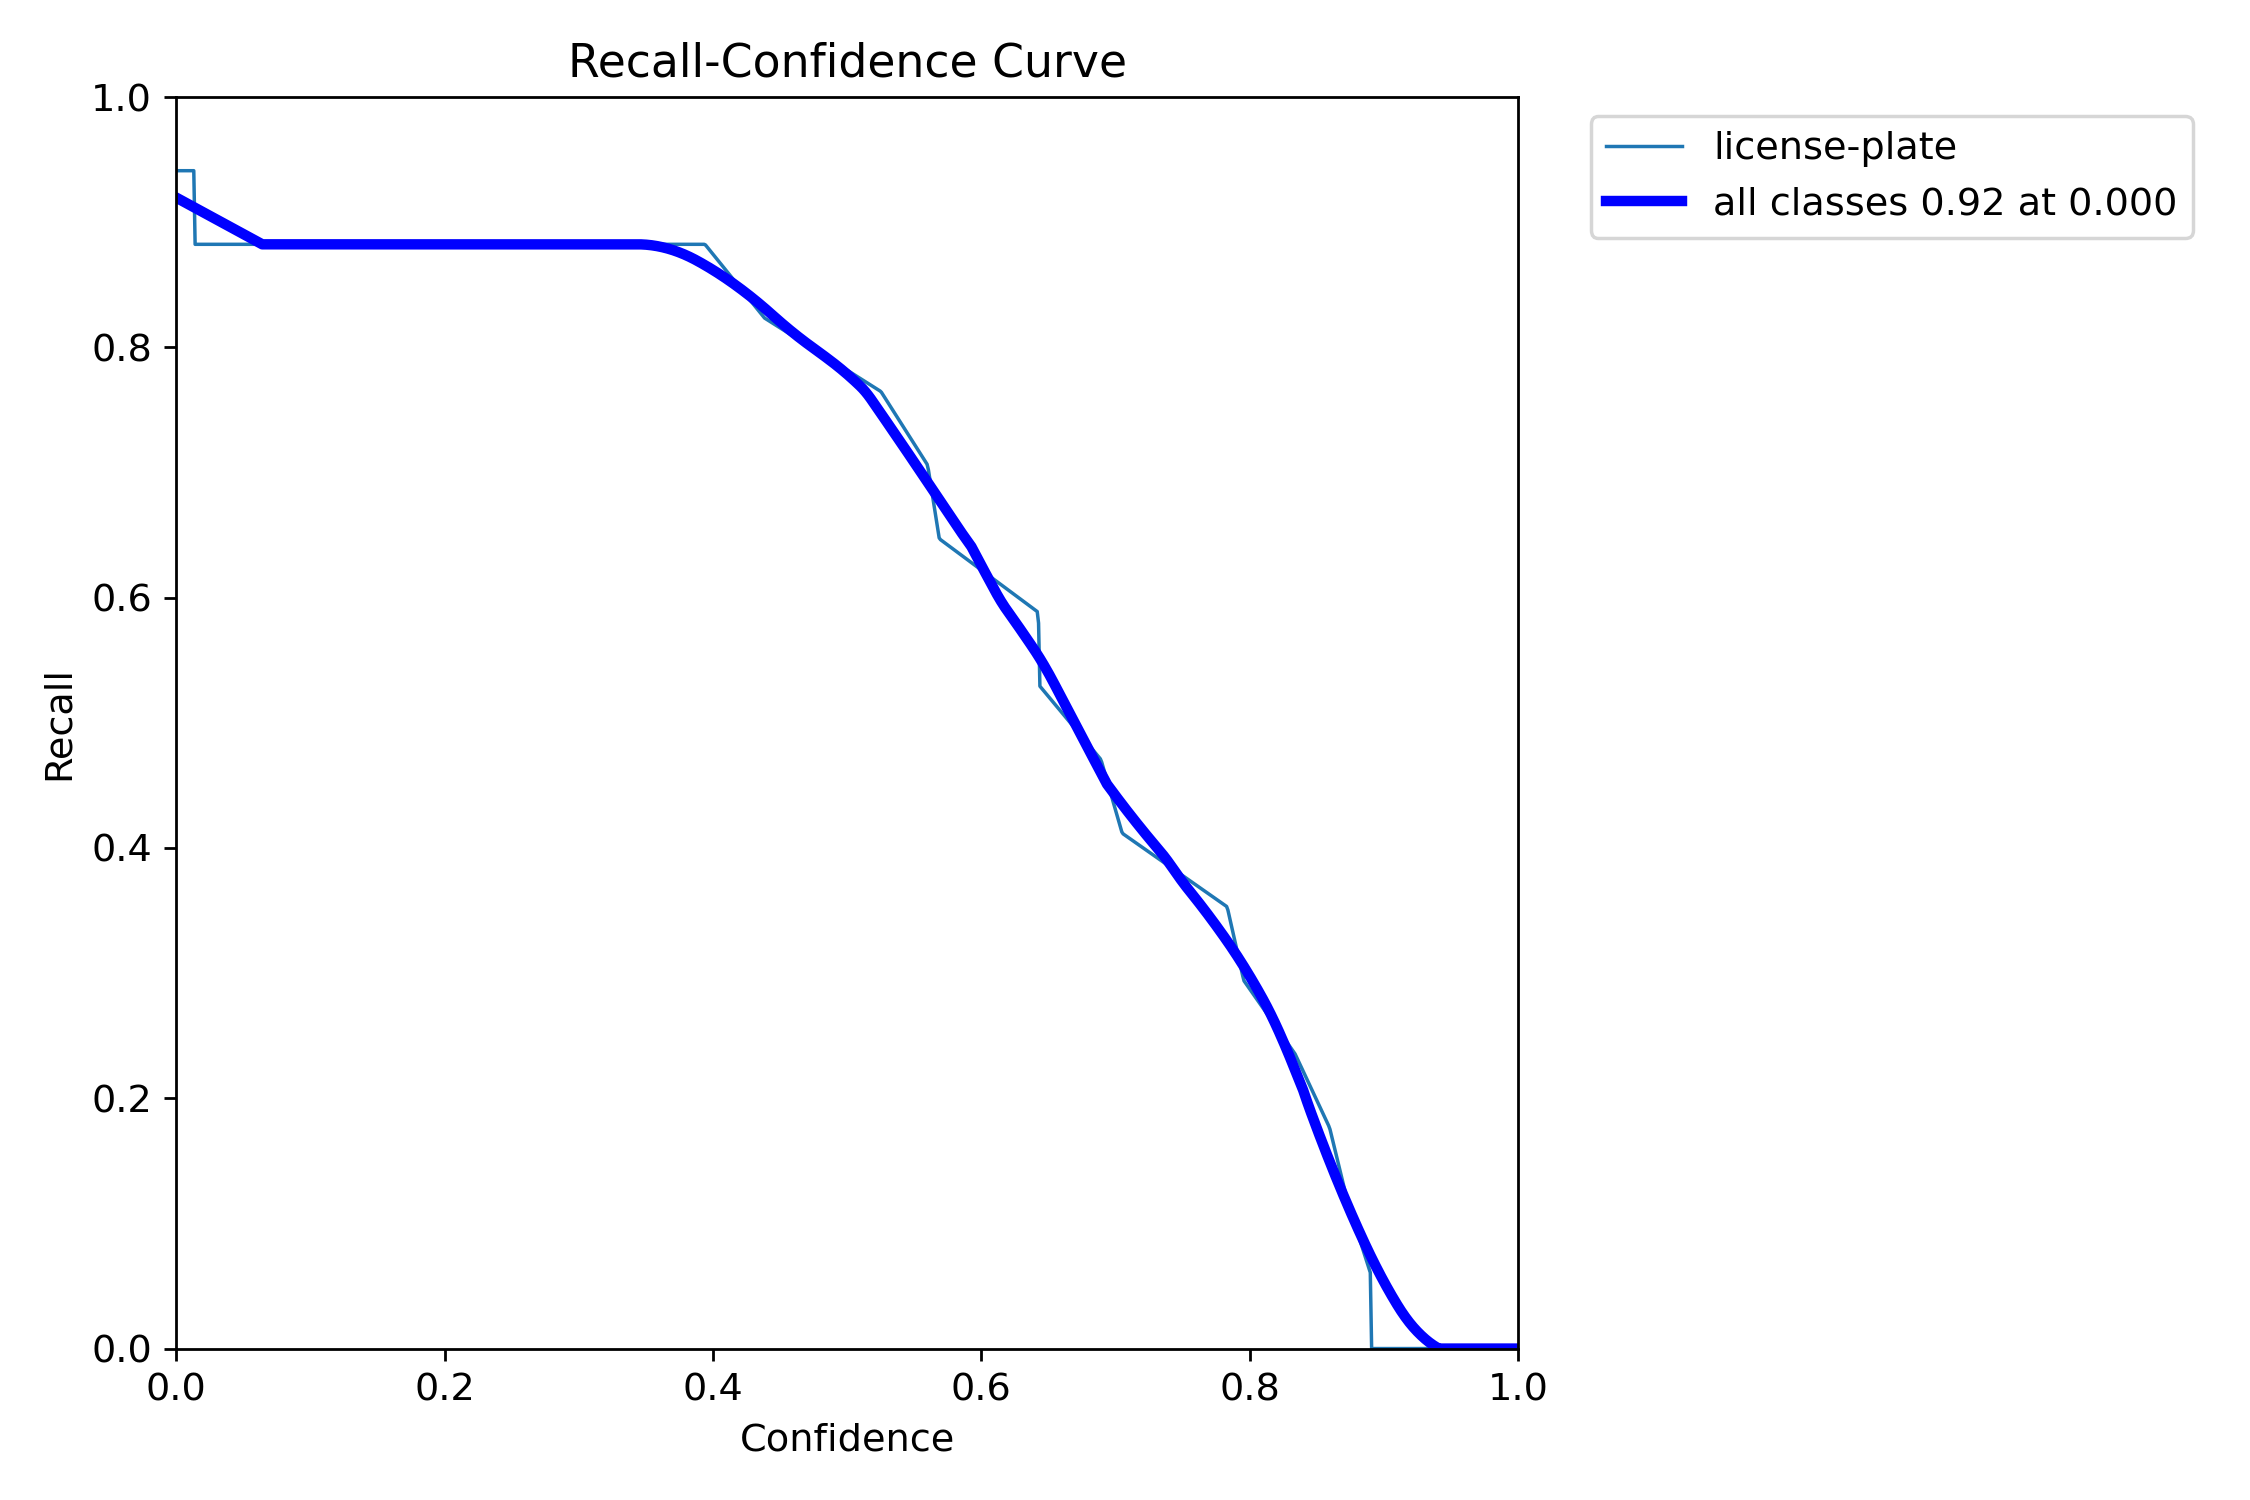 Recall-Confidence Curve
license-plate
all classes 0.92 at 0.000
1.0
0.8
0.6
0.4
0.2
0.0
Recall
0.0 0.2 0.4 0.6 0.8 1.0
Confidence